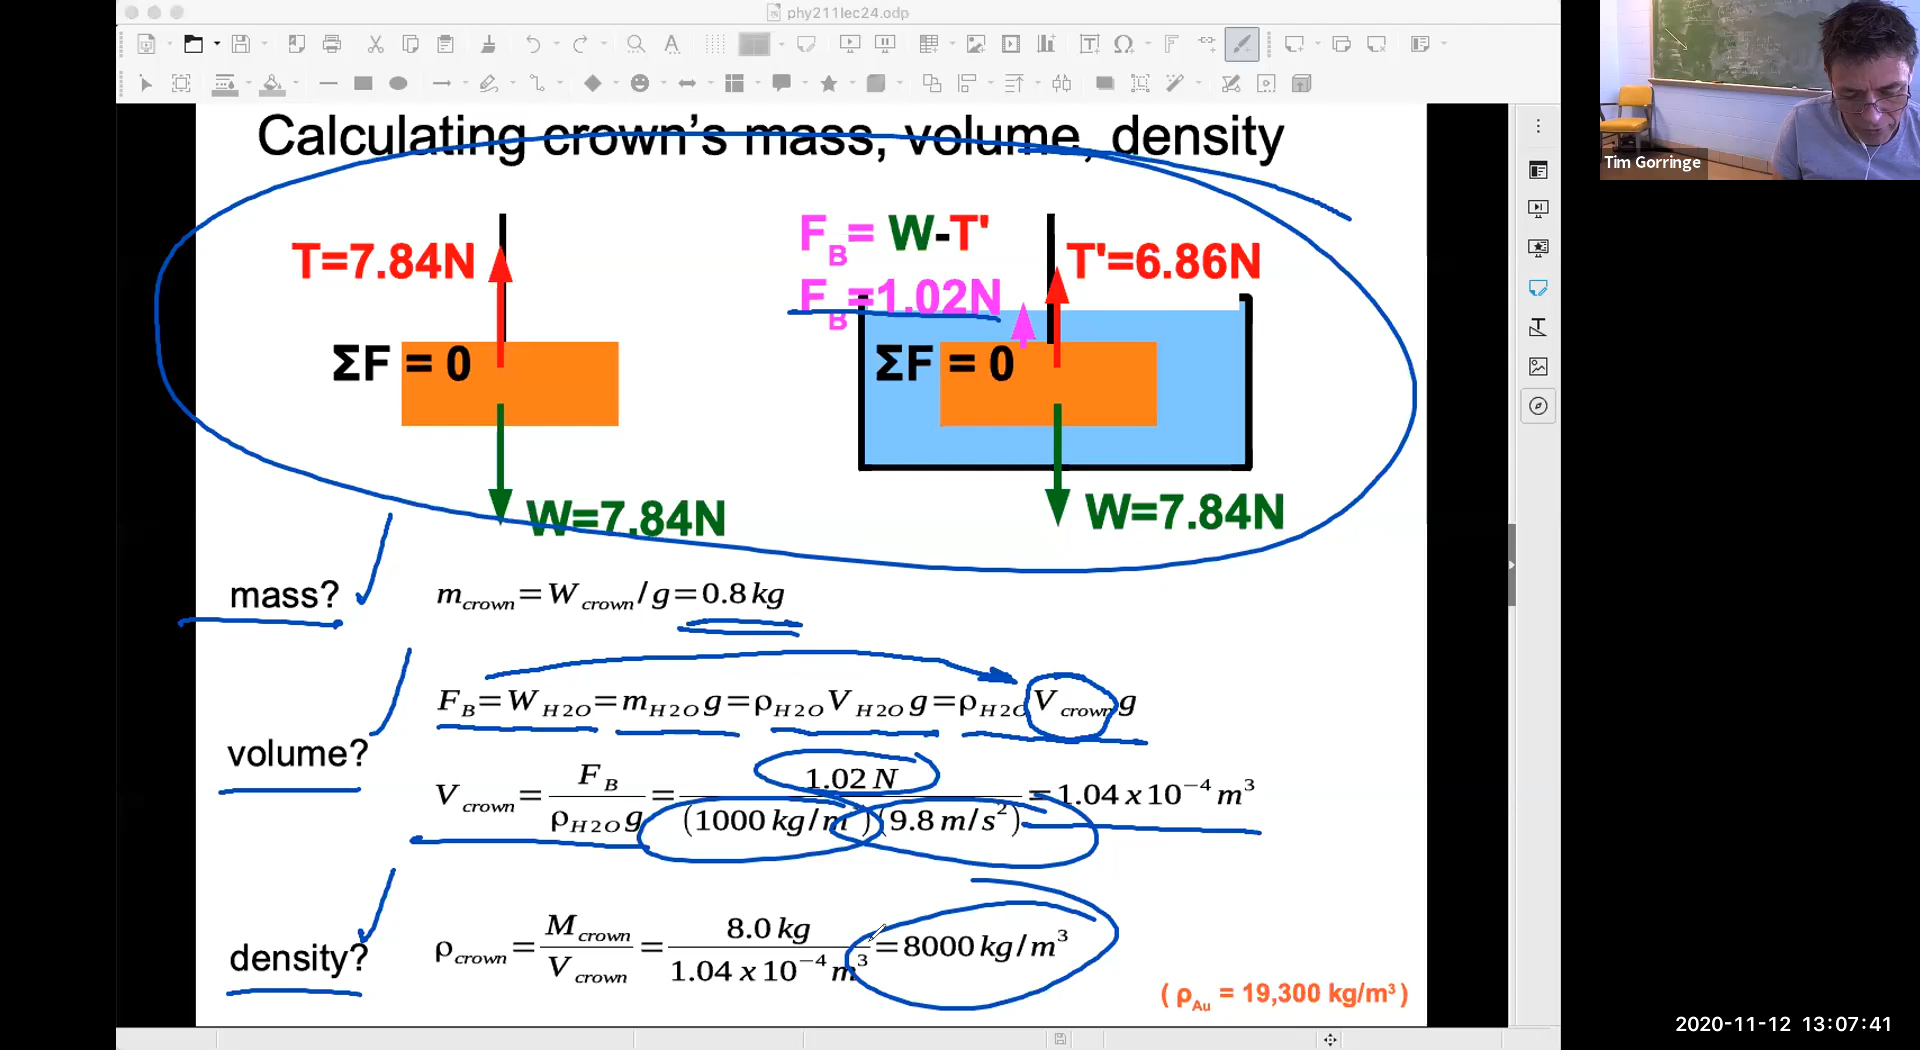 phy211lec24.odp
Tim Gorringe
Calculating crown's mass, volume, density
T=7.84N
F_B= W-T'
F_B=1.02N
T'=6.86N
ΣF = 0
ΣF = 0
W=7.84N
W=7.84N
mass?
m_crown=W_crown/g=0.8 kg
F_B=W_H2O=m_H2O g=ρ_H2O V_H2O g=ρ_H2O V_crown g
volume?
V_crown=F_B/ρ_H2O g=1.02 N/(1000 kg/m )(9.8 m/s²)=1.04 x 10⁻⁴ m³
density?
ρ_crown=M_crown/V_crown=8.0 kg/1.04 x 10⁻⁴ m³=8000 kg/m³
( ρ_Au = 19,300 kg/m³ )
2020-11-12 13:07:41